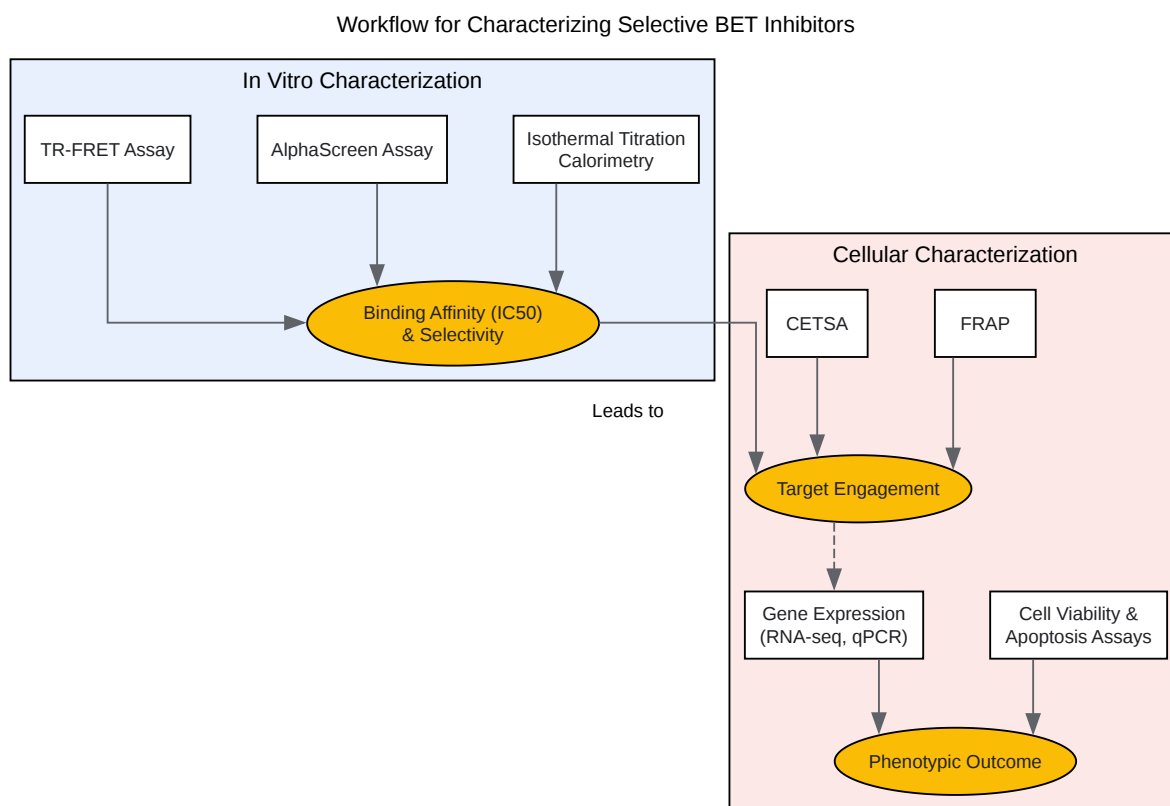 Workflow for Characterizing Selective BET Inhibitors
In Vitro Characterization
TR-FRET Assay
AlphaScreen Assay
Isothermal Titration
Calorimetry
Binding Affinity (IC50)
& Selectivity
Leads to
Cellular Characterization
CETSA
FRAP
Target Engagement
Gene Expression
(RNA-seq, qPCR)
Cell Viability &
Apoptosis Assays
Phenotypic Outcome